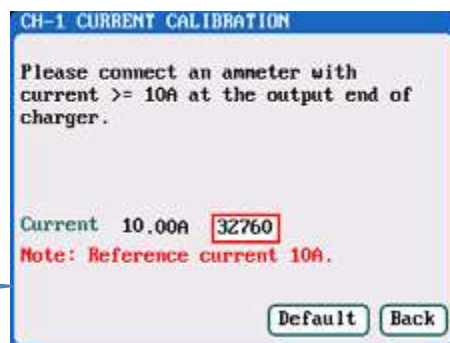 CH-1 CURRENT CALIBRATION
Please connect an ammeter with
current >= 10A at the output end of
charger.
Current 10.00A 32760
Note: Reference current 10A.
Default Back